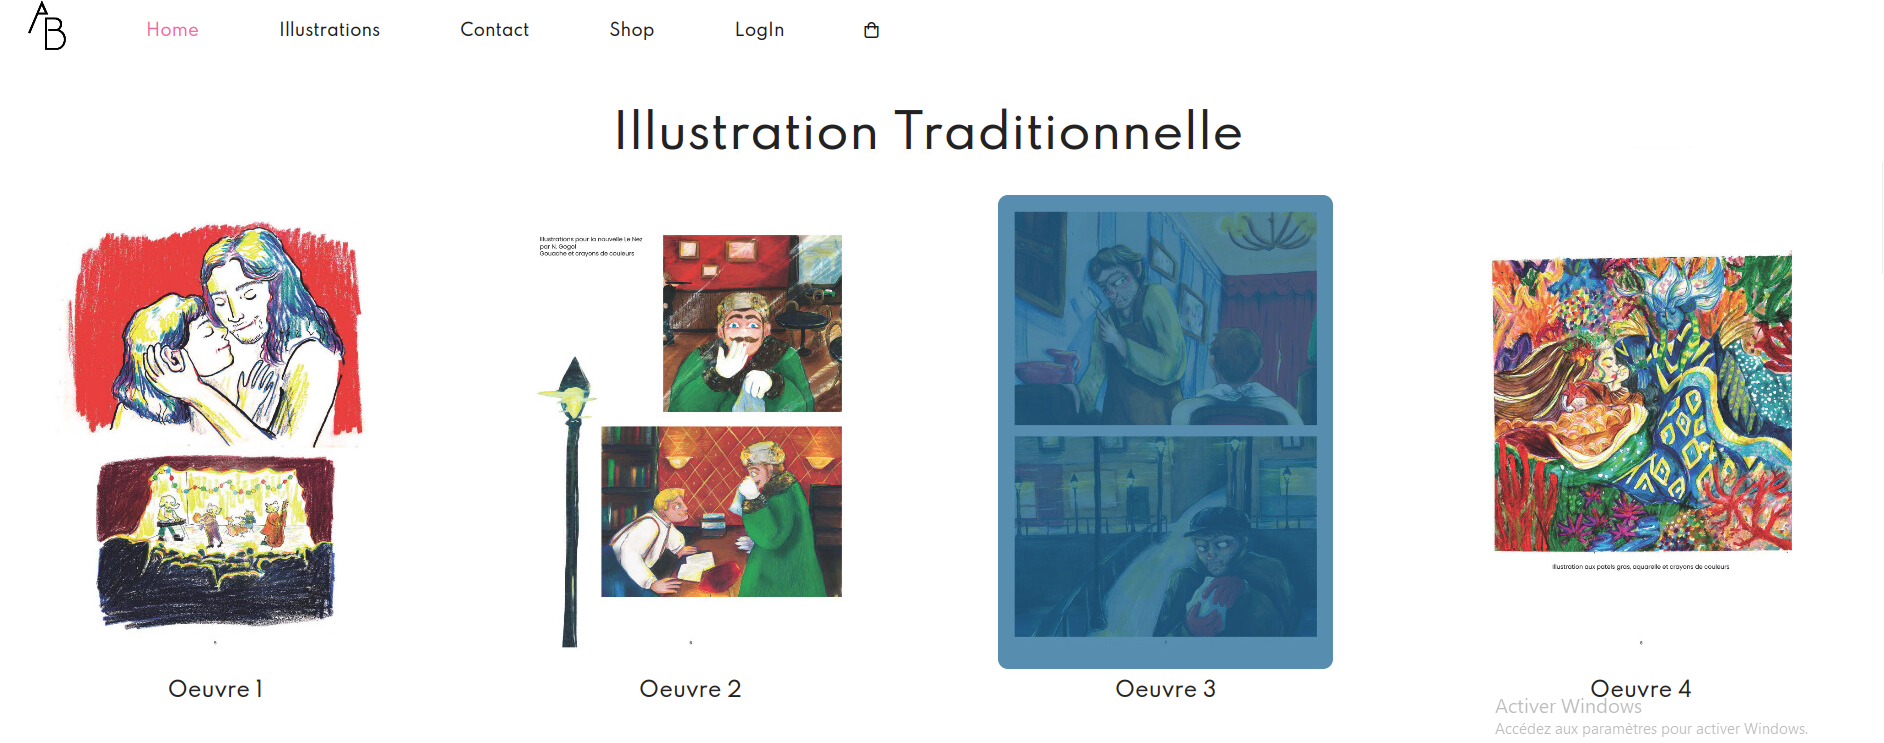 AB
Home Illustrations Contact Shop LogIn
Illustration Traditionnelle
Illustrations pour la nouvelle Le Nez
par N. Gogol
Gouache et crayons de couleurs
Illustration aux patels gras, aquarelle et crayons de couleurs
Oeuvre 1 Oeuvre 2 Oeuvre 3 Oeuvre 4
Activer Windows
Accédez aux paramètres pour activer Windows.